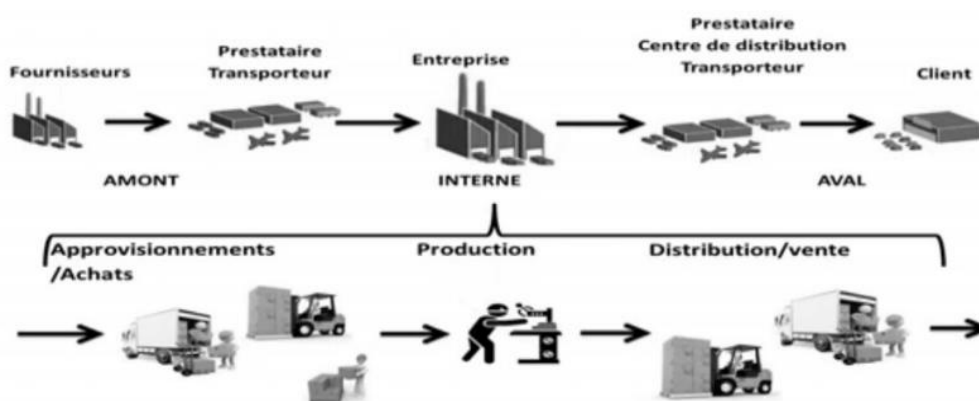 Fournisseurs
Prestataire
Transporteur
Entreprise
Prestataire
Centre de distribution
Transporteur
Client
AMONT
INTERNE
AVAL
Approvisionnements
/Achats
Production
Distribution/vente